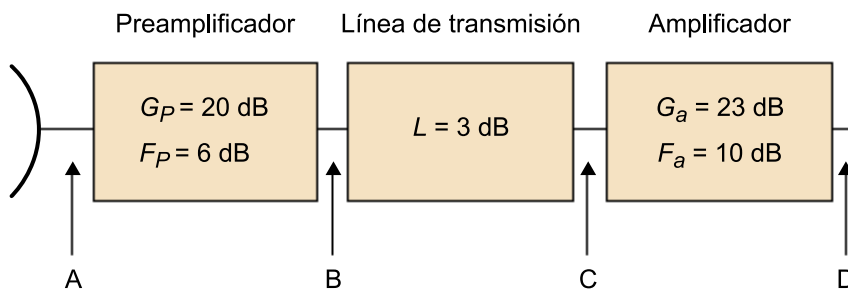 Preamplificador Línea de transmisión Amplificador
G_P = 20 dB L = 3 dB G_a = 23 dB
F_P = 6 dB F_a = 10 dB
A B C D